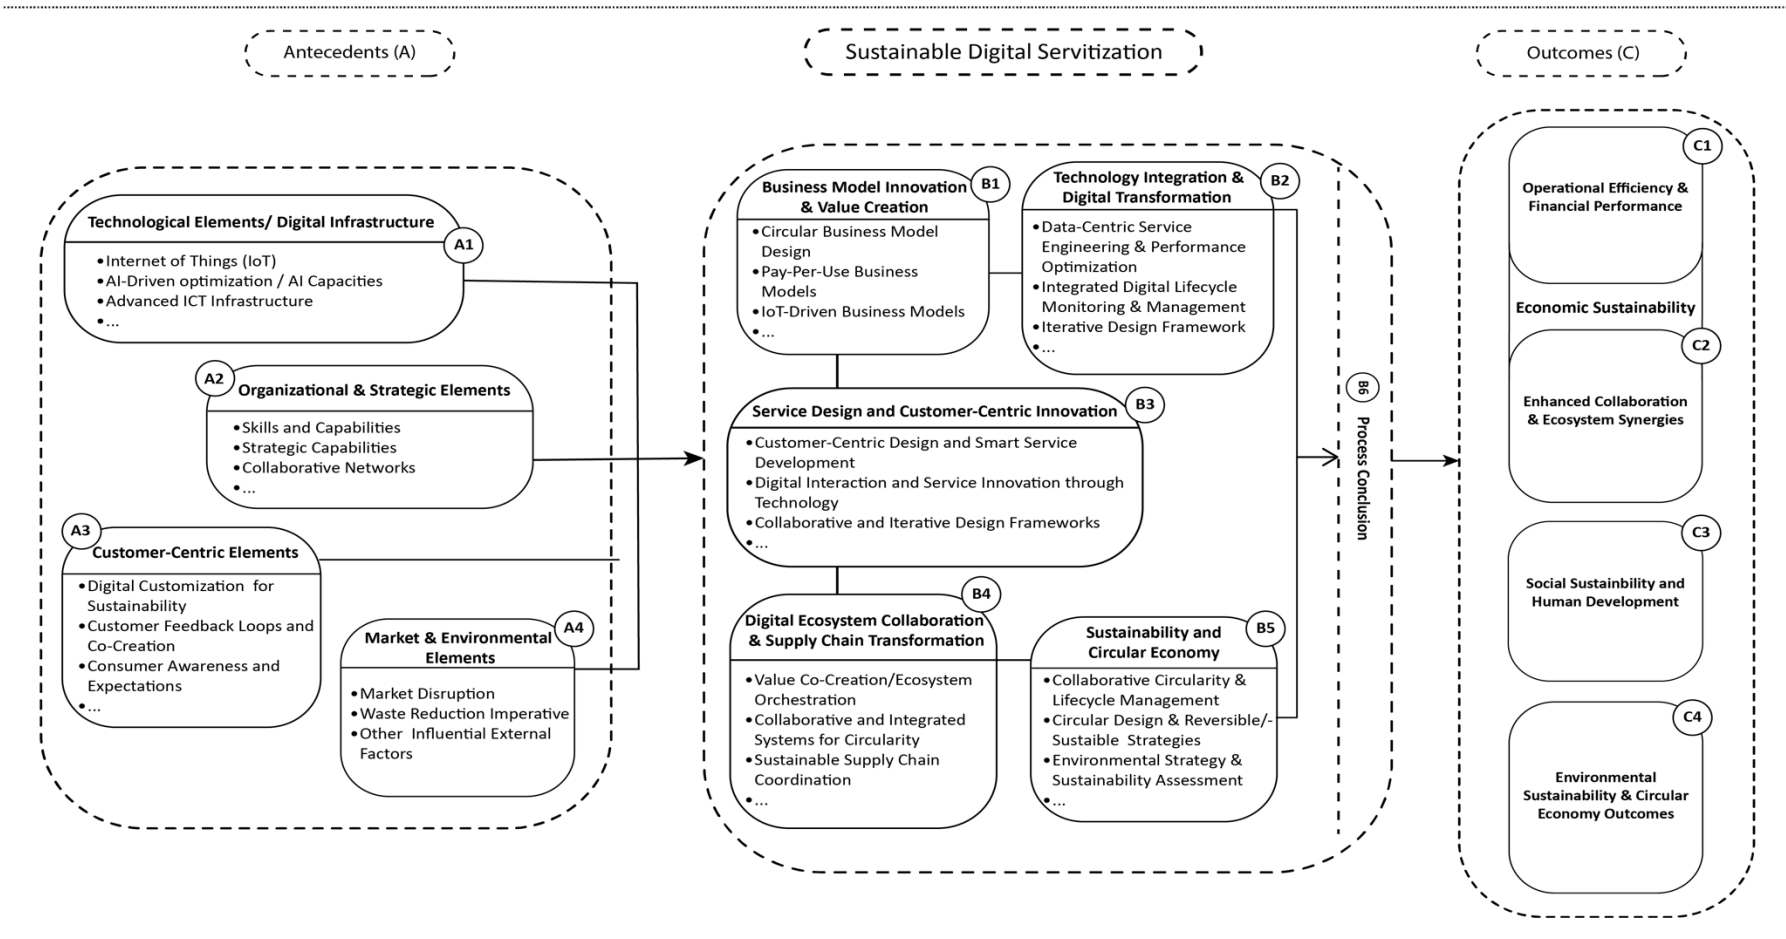 Antecedents (A)
Sustainable Digital Servitization
Outcomes (C)
Technological Elements/ Digital Infrastructure
A1
•Internet of Things (IoT)
•AI-Driven optimization / AI Capacities
•Advanced ICT Infrastructure
•...
A2
Organizational & Strategic Elements
•Skills and Capabilities
•Strategic Capabilities
•Collaborative Networks
•...
A3
Customer-Centric Elements
•Digital Customization for
Sustainability
•Customer Feedback Loops and
Co-Creation
•Consumer Awareness and
Expectations
•...
A4
Market & Environmental
Elements
•Market Disruption
•Waste Reduction Imperative
•Other Influential External
Factors
Business Model Innovation
& Value Creation
B1
•Circular Business Model
Design
•Pay-Per-Use Business
Models
•IoT-Driven Business Models
•...
Technology Integration &
Digital Transformation
B2
•Data-Centric Service
Engineering & Performance
Optimization
•Integrated Digital Lifecycle
Monitoring & Management
•Iterative Design Framework
•...
Service Design and Customer-Centric Innovation
B3
•Customer-Centric Design and Smart Service
Development
•Digital Interaction and Service Innovation through
Technology
•Collaborative and Iterative Design Frameworks
•...
B4
Digital Ecosystem Collaboration
& Supply Chain Transformation
•Value Co-Creation/Ecosystem
Orchestration
•Collaborative and Integrated
Systems for Circularity
•Sustainable Supply Chain
Coordination
•...
B5
Sustainability and
Circular Economy
•Collaborative Circularity &
Lifecycle Management
•Circular Design & Reversible/-
Sustaible Strategies
•Environmental Strategy &
Sustainability Assessment
•...
B6
Process Conclusion
C1
Operational Efficiency &
Financial Performance
Economic Sustainability
C2
Enhanced Collaboration
& Ecosystem Synergies
C3
Social Sustainbility and
Human Development
C4
Environmental
Sustainability & Circular
Economy Outcomes